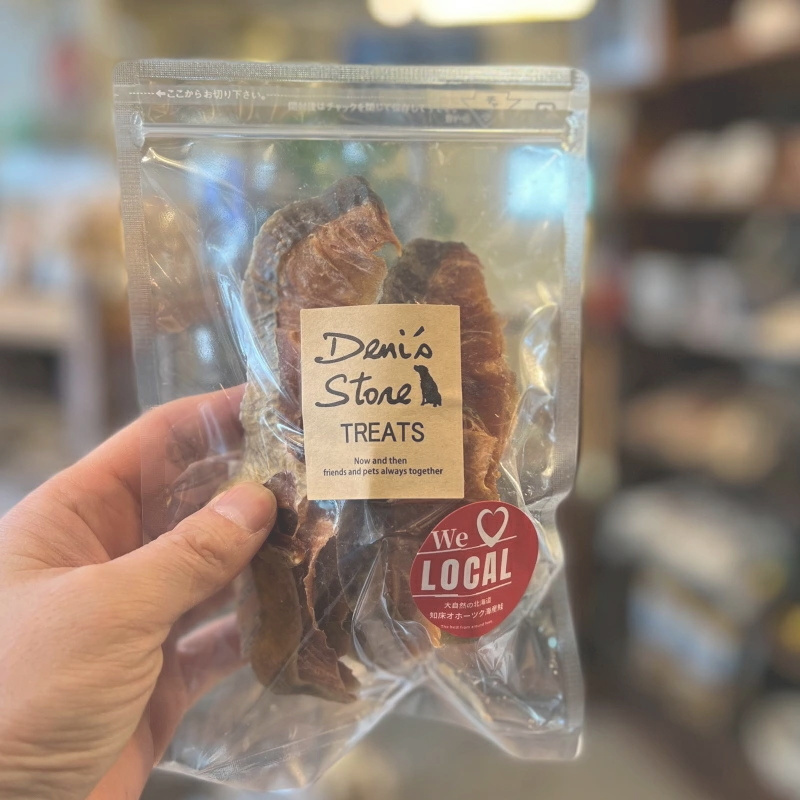 ←ここからお切り下さい。
Deni's
Store
TREATS
Now and then
friends and pets always together
We
LOCAL
大自然の北海道
知床オホーツク海産鮭